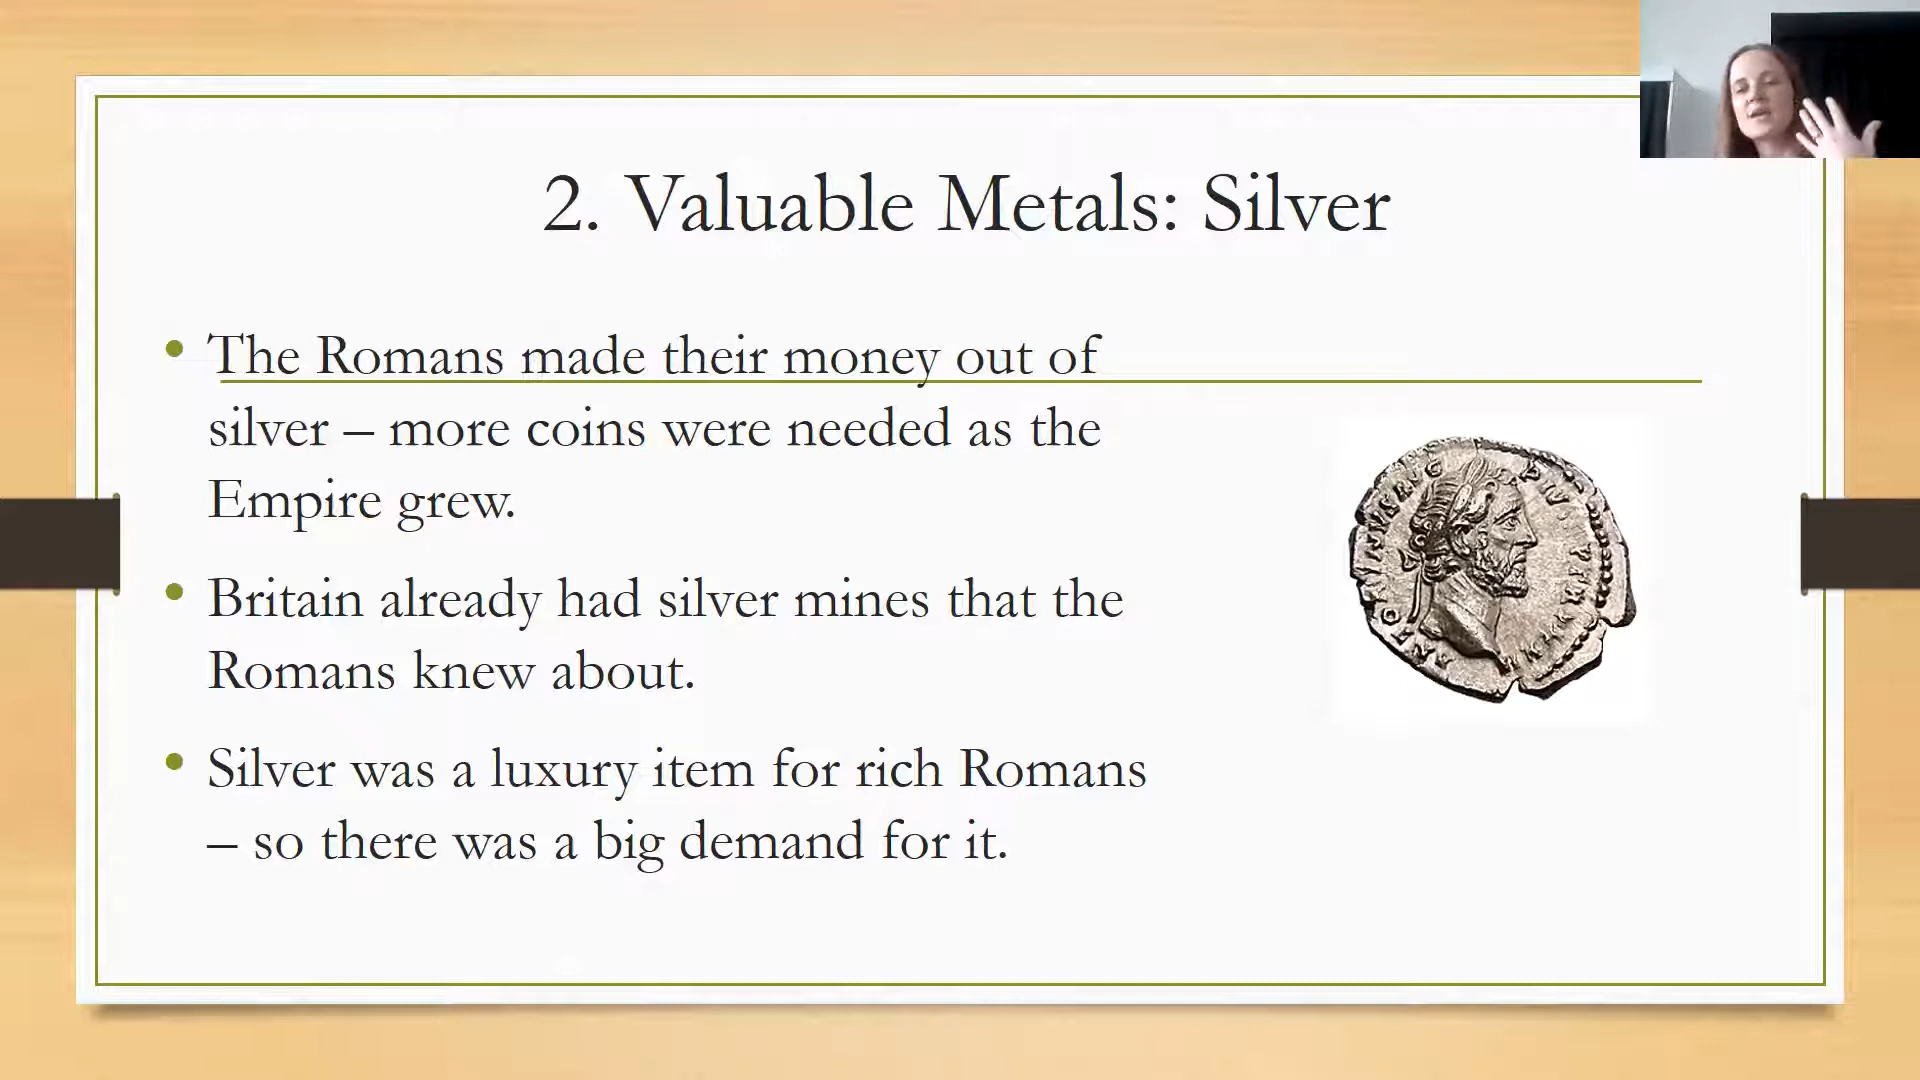 2. Valuable Metals: Silver
• The Romans made their money out of
silver – more coins were needed as the
Empire grew.
• Britain already had silver mines that the
Romans knew about.
• Silver was a luxury item for rich Romans
– so there was a big demand for it.
ANTONINVS AVG